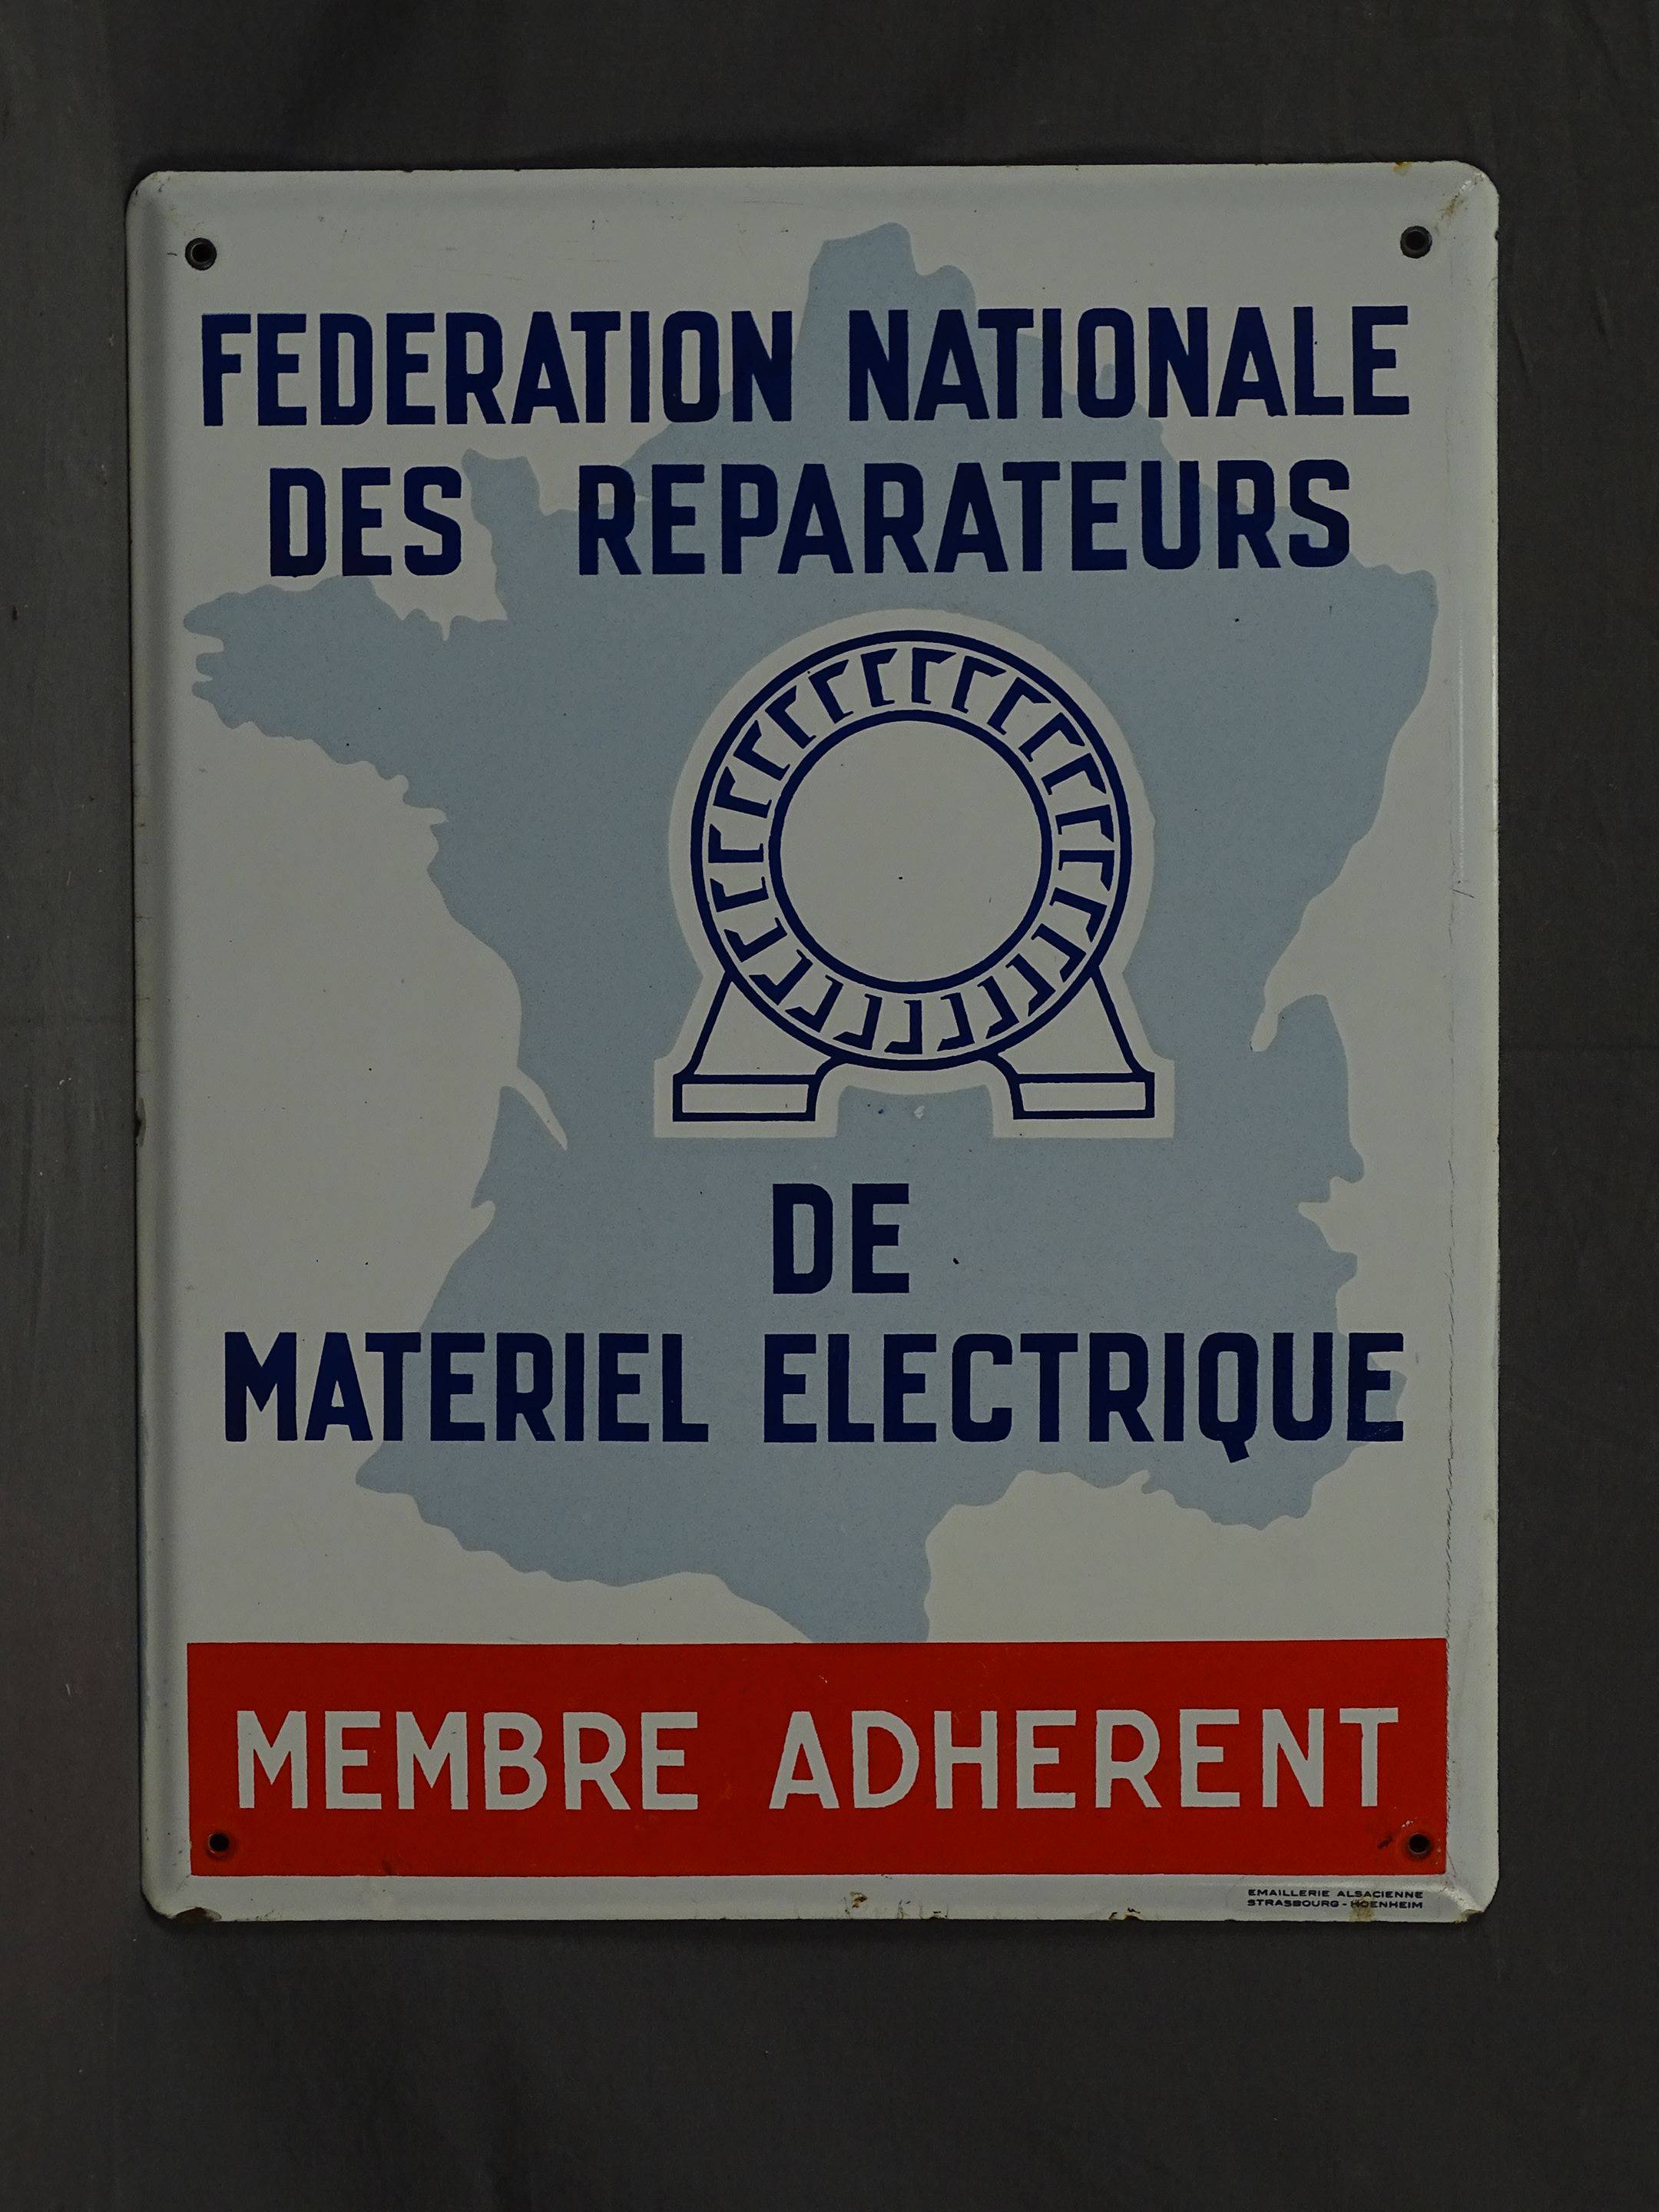 FEDERATION NATIONALE
DES REPARATEURS
DE
MATERIEL ELECTRIQUE
MEMBRE ADHERENT
EMAILLERIE ALSACIENNE
STRASBOURG - HOENHEIM